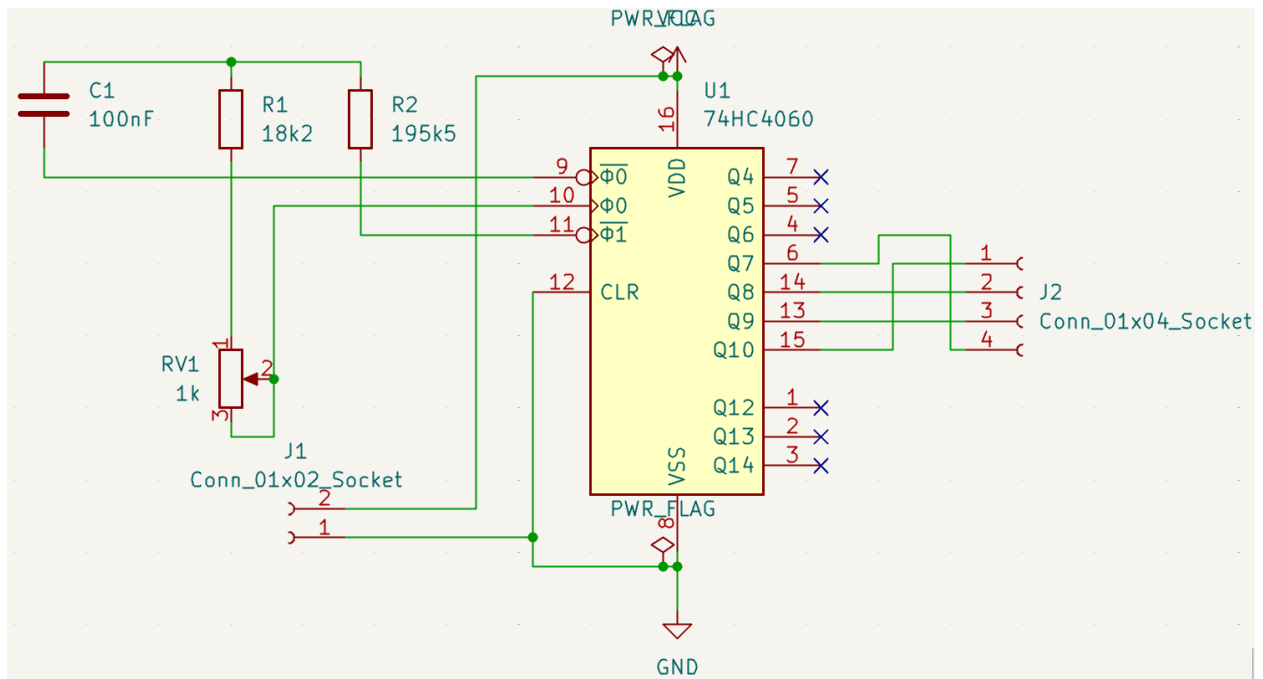 PWR_FLAG
VCC
C1
100nF
R1
18k2
R2
195k5
U1
74HC4060
16
VDD
9
Φ0
7
Q4
10
Φ0
5
Q5
11
Φ1
4
Q6
6
Q7
12
CLR
14
Q8
13
Q9
15
Q10
1
2
3
4
J2
Conn_01x04_Socket
RV1
1k
1
2
3
1
Q12
2
Q13
3
Q14
VSS
8
PWR_FLAG
J1
Conn_01x02_Socket
2
1
GND